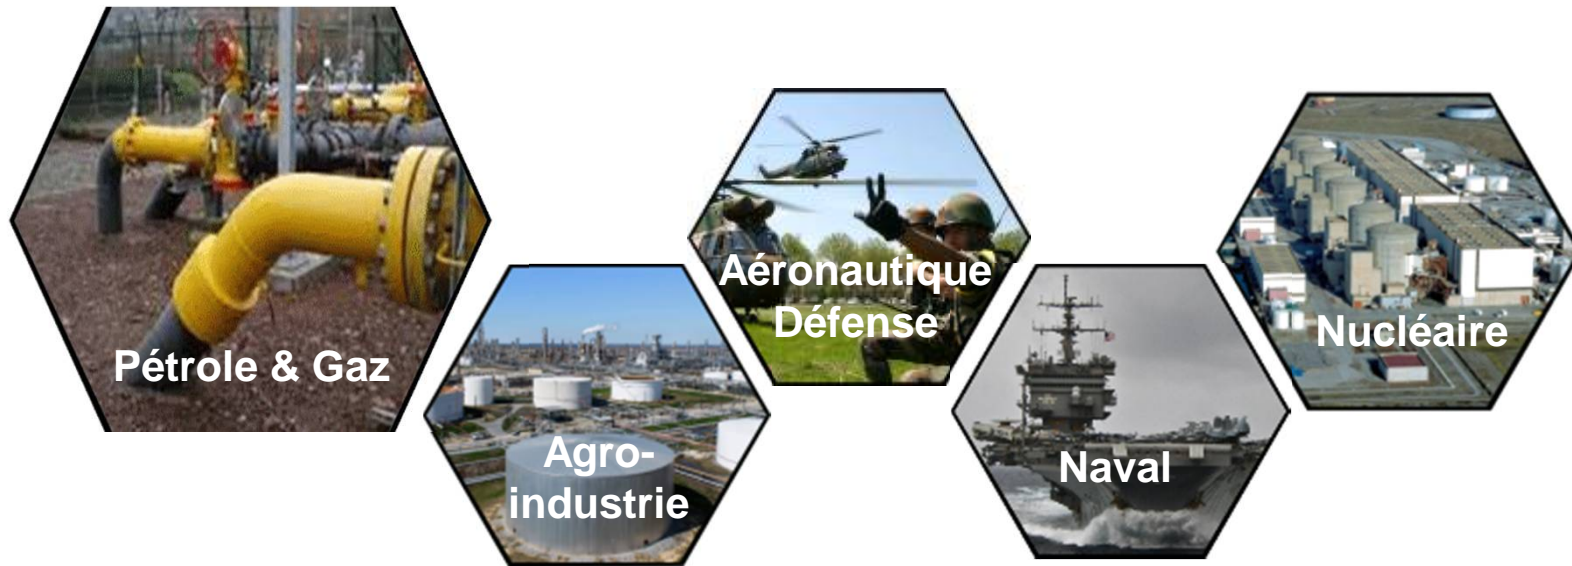 Pétrole & Gaz
Agro-
industrie
Aéronautique
Défense
Naval
Nucléaire